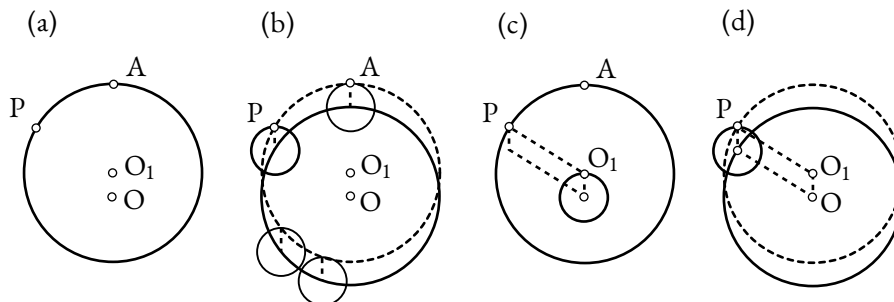 (a) (b) (c) (d)
A A A
P P P P
O₁ O₁ O₁ O₁
O O O